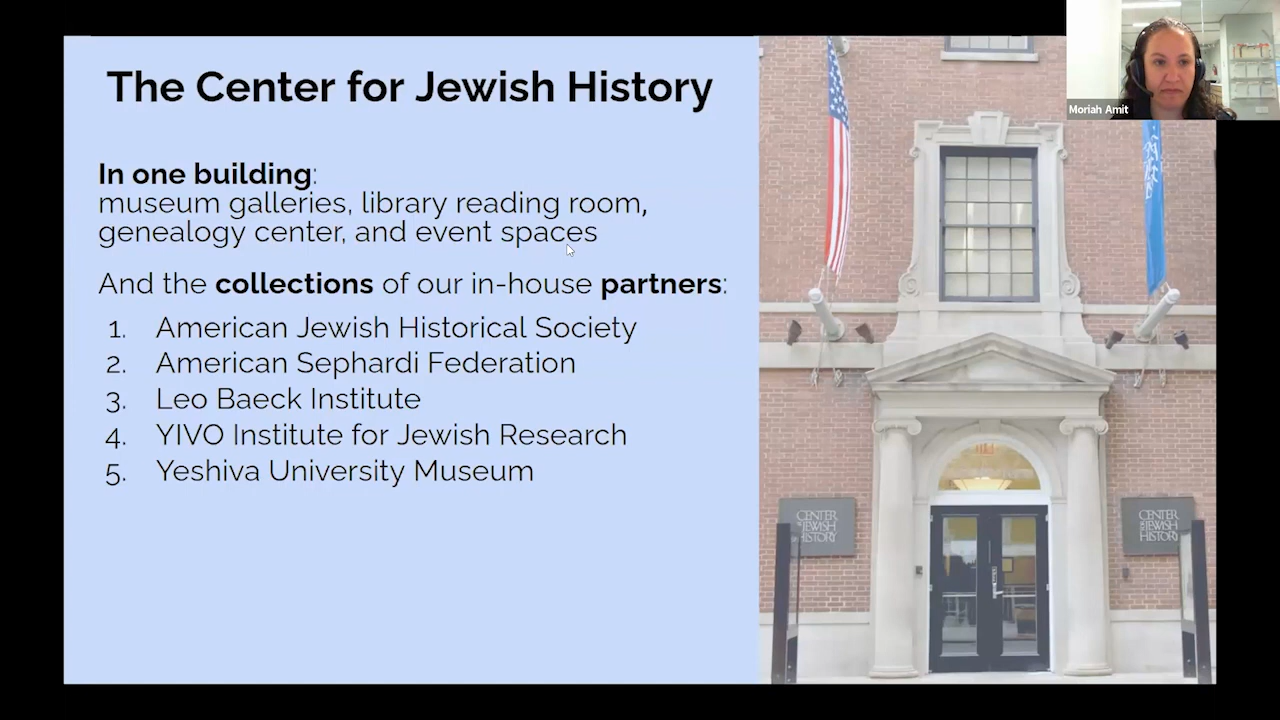 The Center for Jewish History
Moriah Amit
In one building:
museum galleries, library reading room,
genealogy center, and event spaces
And the collections of our in-house partners:
1. American Jewish Historical Society
2. American Sephardi Federation
3. Leo Baeck Institute
4. YIVO Institute for Jewish Research
5. Yeshiva University Museum
CENTER
FOR JEWISH
HISTORY
CENTER
FOR JEWISH
HISTORY